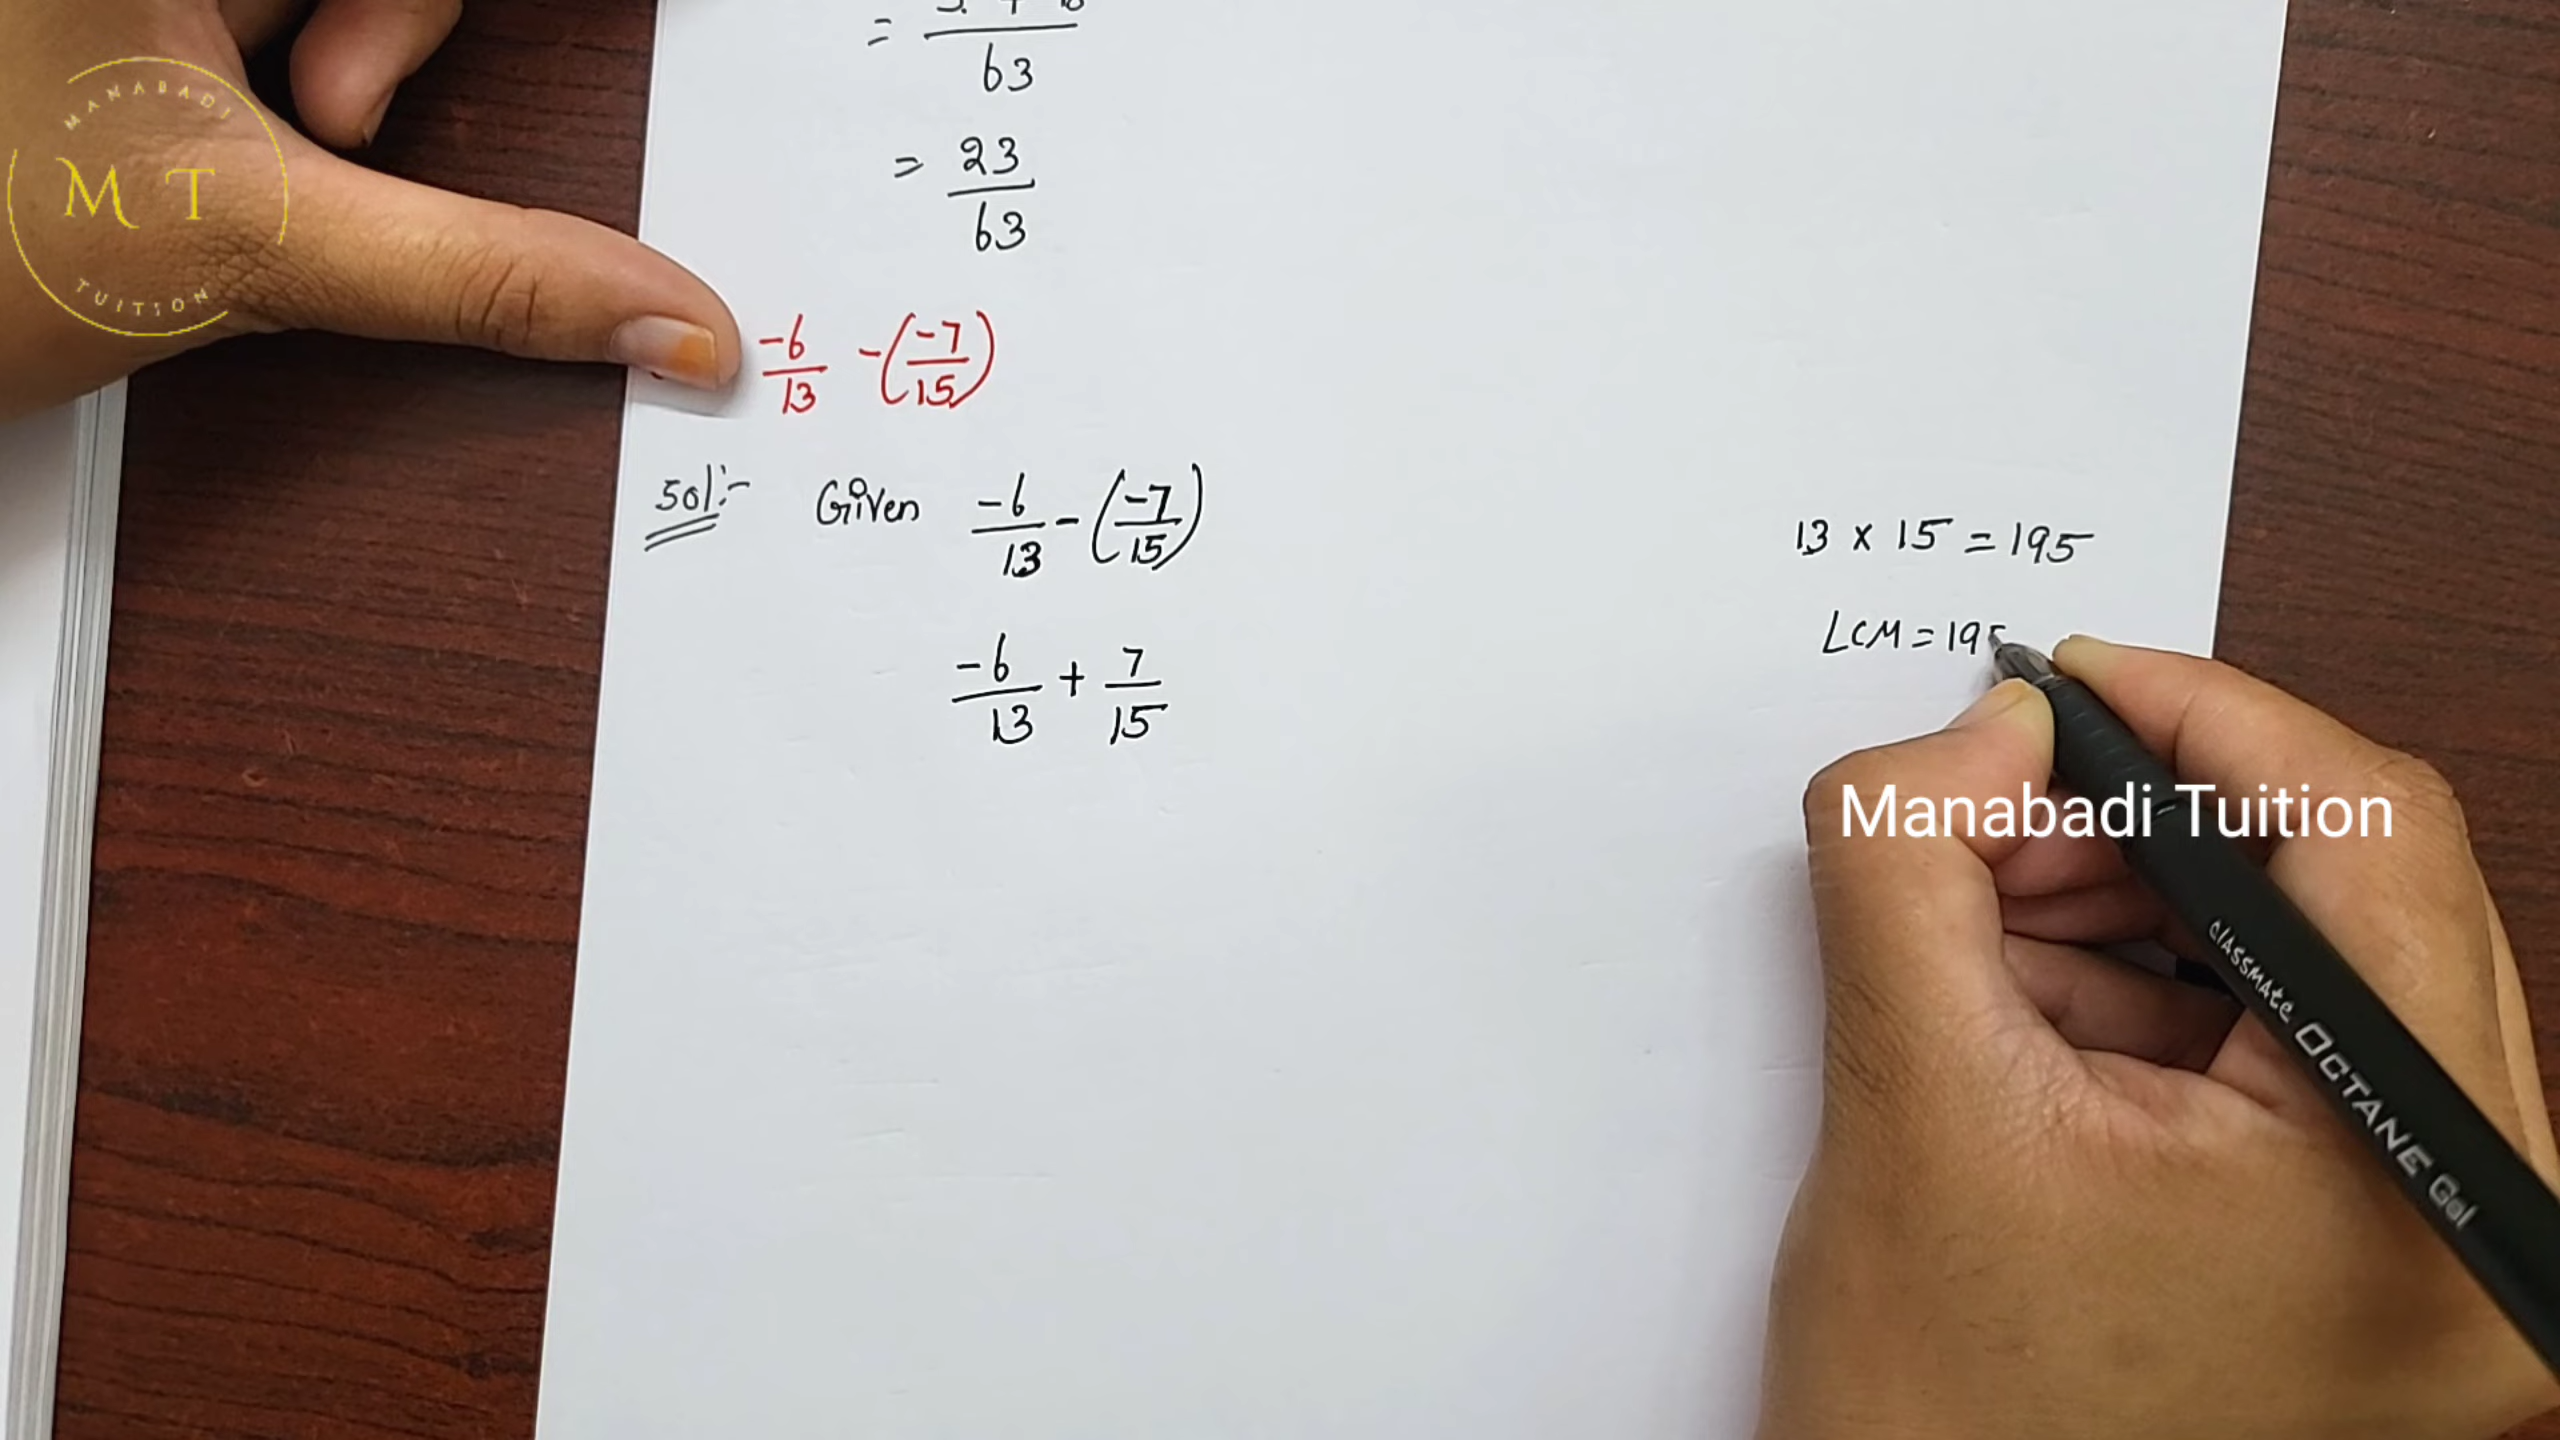 MANABADI
M T
TUITION
=
63
= 23
63
-6/13 -(-7/15)
Sol:- Given -6/13 - (-7/15)
13 x 15 = 195
LCM = 195
-6/13 + 7/15
Manabadi Tuition
classmate OCTANE Gel